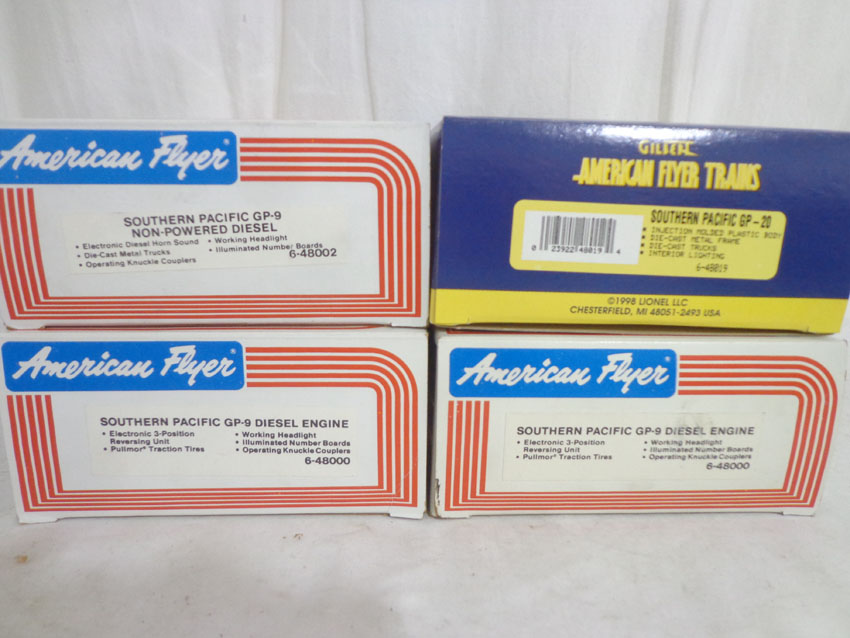 American Flyer®
SOUTHERN PACIFIC GP-9
NON-POWERED DIESEL
• Electronic Diesel Horn Sound
• Die-Cast Metal Trucks
• Operating Knuckle Couplers
• Working Headlight
• Illuminated Number Boards
6-48002
GILBERT
AMERICAN FLYER TRAINS
0 23922 48019 4
SOUTHERN PACIFIC GP-20
• INJECTION MOLDED PLASTIC BODY
• DIE-CAST METAL FRAME
• DIE-CAST TRUCKS
• INTERIOR LIGHTING
6-48019
©1998 LIONEL LLC
CHESTERFIELD, MI 48051-2493 USA
American Flyer®
SOUTHERN PACIFIC GP-9 DIESEL ENGINE
• Electronic 3-Position
Reversing Unit
• Pullmor® Traction Tires
• Working Headlight
• Illuminated Number Boards
• Operating Knuckle Couplers
6-48000
American Flyer®
SOUTHERN PACIFIC GP-9 DIESEL ENGINE
• Electronic 3-Position
Reversing Unit
• Pullmor® Traction Tires
• Working Headlight
• Illuminated Number Boards
• Operating Knuckle Couplers
6-48000